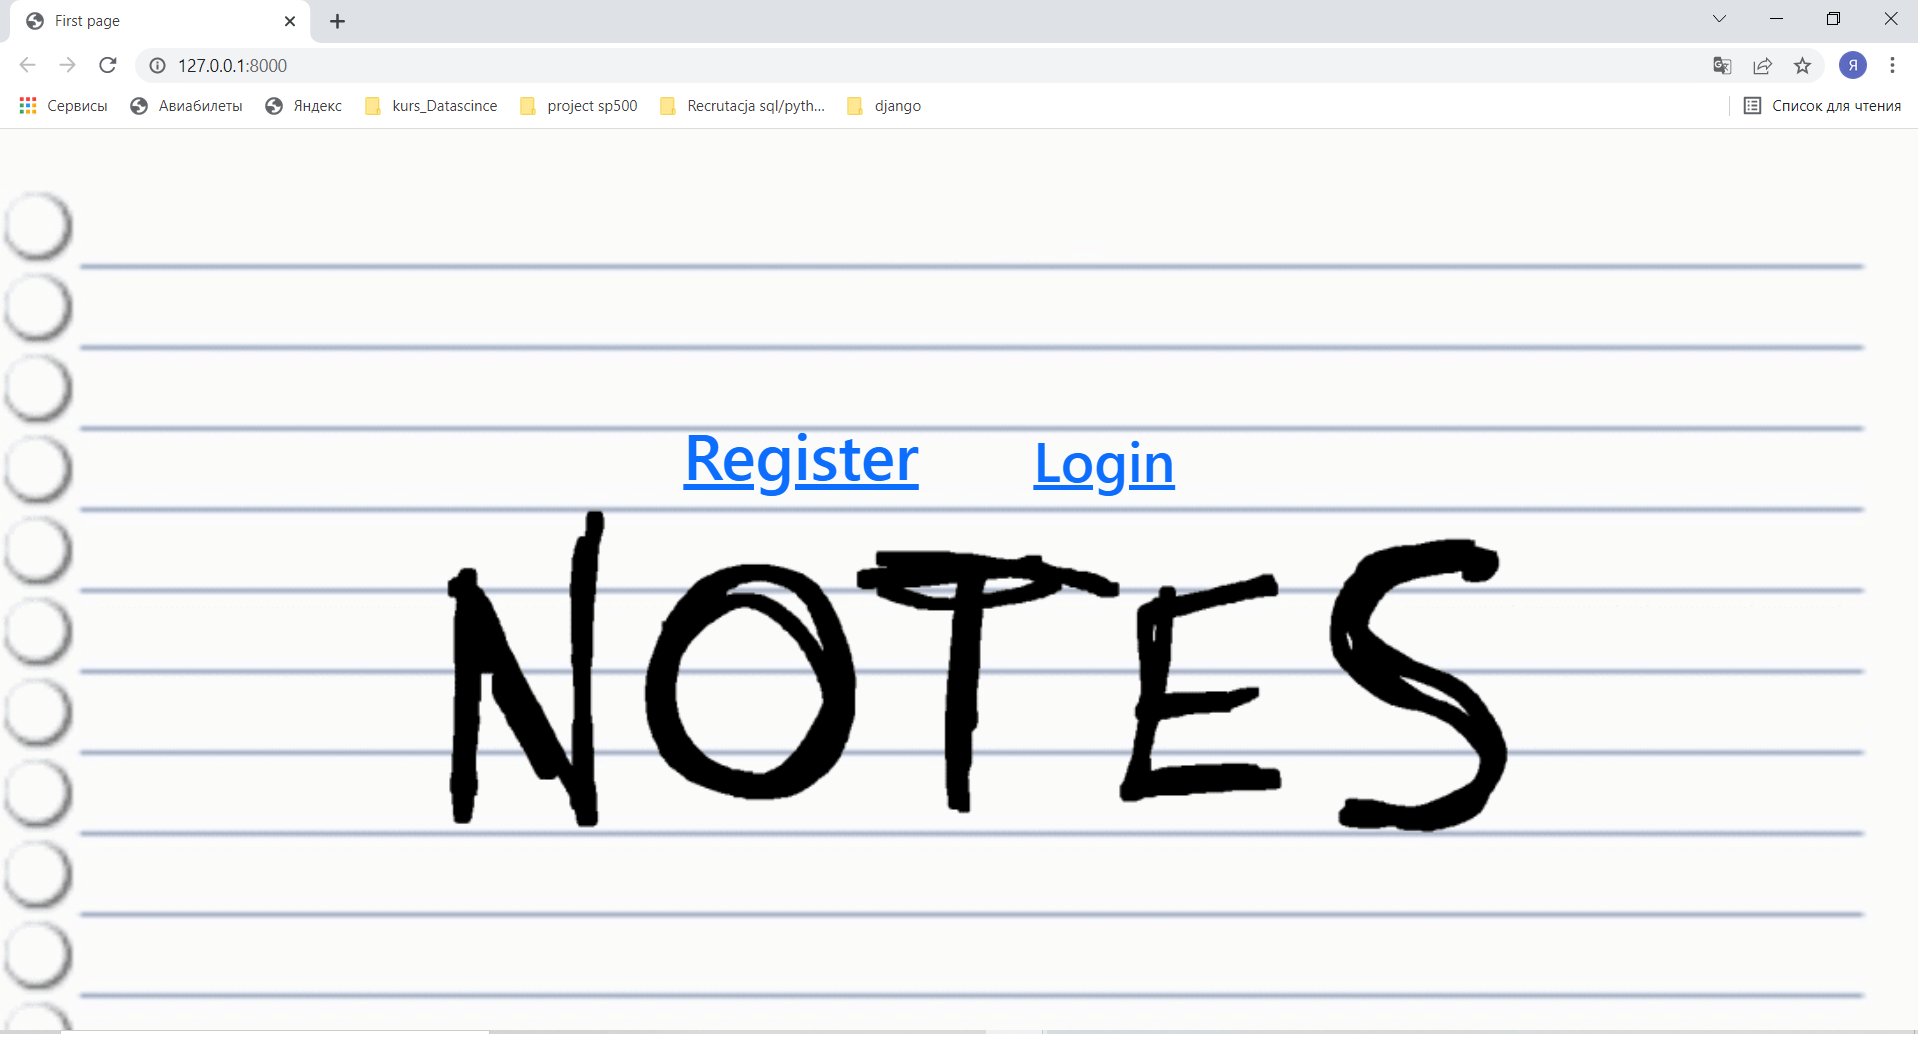 First page
127.0.0.1:8000
Я
Сервисы Авиабилеты Яндекс kurs_Datascince project sp500 Recrutacja sql/pyth... django Список для чтения
Register Login
NOTES